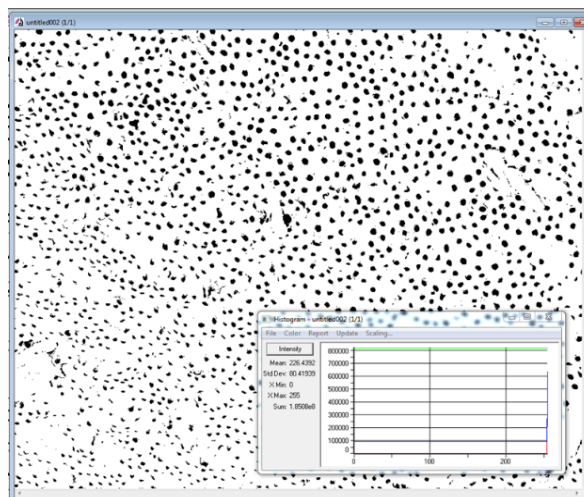 untitled002 (1/1)
Histogram - untitled002 (1/1)
File Color Report Update Scaling...
Intensity
Mean: 226.4392
Std Dev: 80.41939
X Min: 0
X Max: 255
Sum: 1.8508e8
800000
700000
600000
500000
400000
300000
200000
100000
0
0 100 200